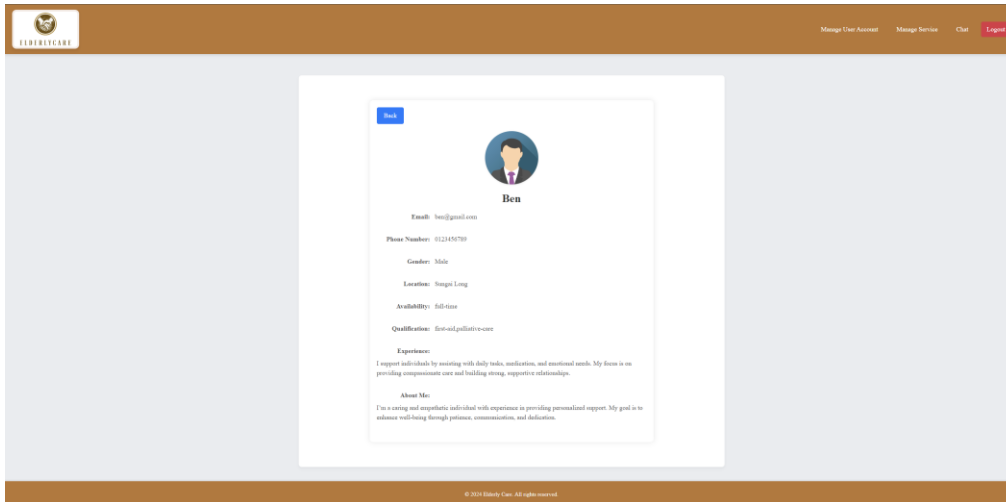 ELDERLYCARE
Manage User Account Manage Service Chat Logout
Back
Ben
Email: ben@gmail.com
Phone Number: 0123456789
Gender: Male
Location: Sungai Long
Availability: full-time
Qualification: first-aid,palliative-care
Experience:
I support individuals by assisting with daily tasks, medication, and emotional needs. My focus is on
providing compassionate care and building strong, supportive relationships.
About Me:
I'm a caring and empathetic individual with experience in providing personalized support. My goal is to
enhance well-being through patience, communication, and dedication.
© 2024 Elderly Care. All rights reserved.